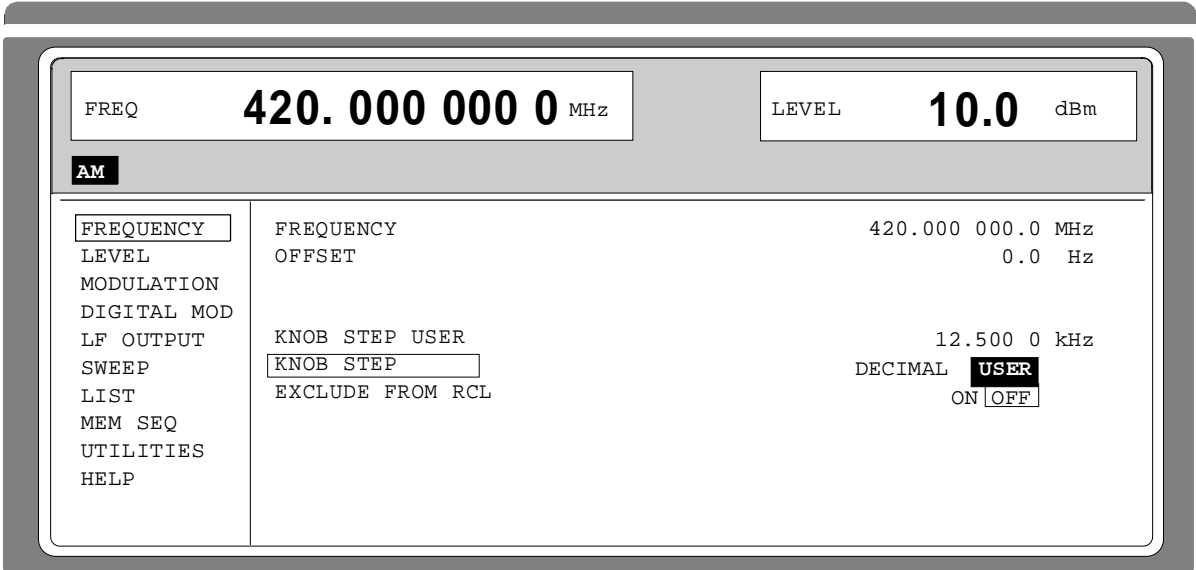 FREQ 420. 000 000 0 MHz LEVEL 10.0 dBm
AM
FREQUENCY FREQUENCY 420.000 000.0 MHz
LEVEL OFFSET 0.0 Hz
MODULATION
DIGITAL MOD
LF OUTPUT KNOB STEP USER 12.500 0 kHz
SWEEP KNOB STEP DECIMAL USER
LIST EXCLUDE FROM RCL ON OFF
MEM SEQ
UTILITIES
HELP